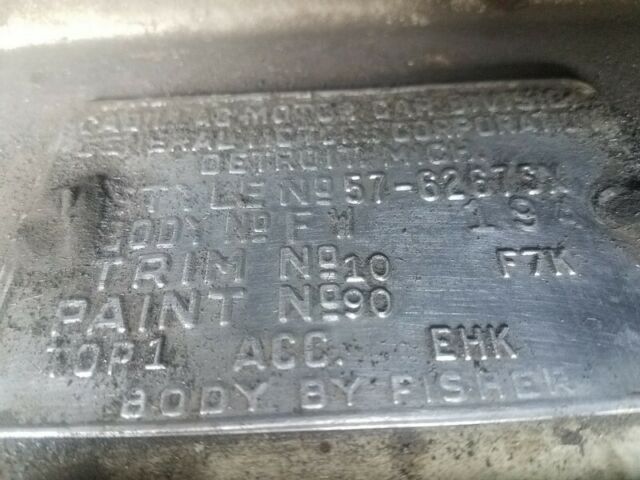 CADILLAC MOTOR CAR DIVISION
GENERAL MOTORS CORPORATION
DETROIT, MICH.
STYLE No 57-6267SX
BODY No FW 19
TRIM No 10 F7K
PAINT No 90
TOP 1 ACC. EHK
BODY BY FISHER